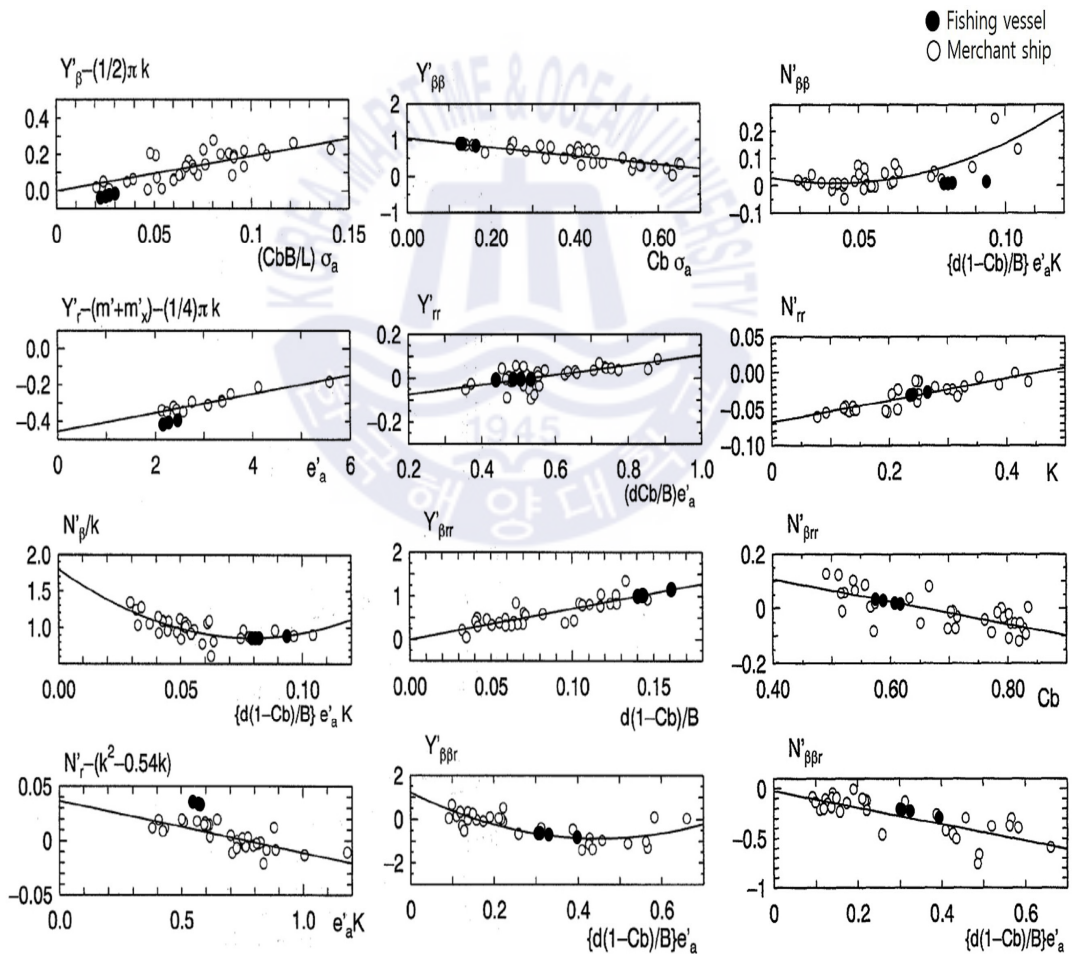 Fishing vessel
Merchant ship
Y'β–(1/2)π k
0.4
0.2
0.0
0
0.05
0.1
0.15
(CbB/L) σa
Y'ββ
2
1
0
−1
0.00
0.20
0.40
0.60
Cb σa
N'ββ
0.2
0.1
0
−0.1
0.05
0.10
{d(1−Cb)/B} e'aK
Y'r–(m'+m'x)–(1/4)π k
0.0
−0.2
−0.4
0
2
4
6
e'a
Y'rr
0.2
0
−0.2
0.2
0.4
0.6
0.8
1.0
(dCb/B)e'a
N'rr
0.05
0.00
−0.05
−0.10
0
0.2
0.4
K
N'β/k
2.0
1.5
1.0
0.00
0.05
0.10
{d(1−Cb)/B} e'a K
Y'βrr
2
1
0
0.00
0.05
0.10
0.15
d(1−Cb)/B
N'βrr
0.2
0
−0.2
0.40
0.60
0.80
Cb
N'r–(k²−0.54k)
0.05
0
−0.05
0
0.5
1.0
e'aK
Y'ββr
2
0
−2
0
0.2
0.4
0.6
{d(1−Cb)/B}e'a
N'ββr
0
−0.5
−1
0
0.2
0.4
0.6
{d(1−Cb)/B}e'a
KOREA MARITIME & OCEAN UNIVERSITY
1945
해양대